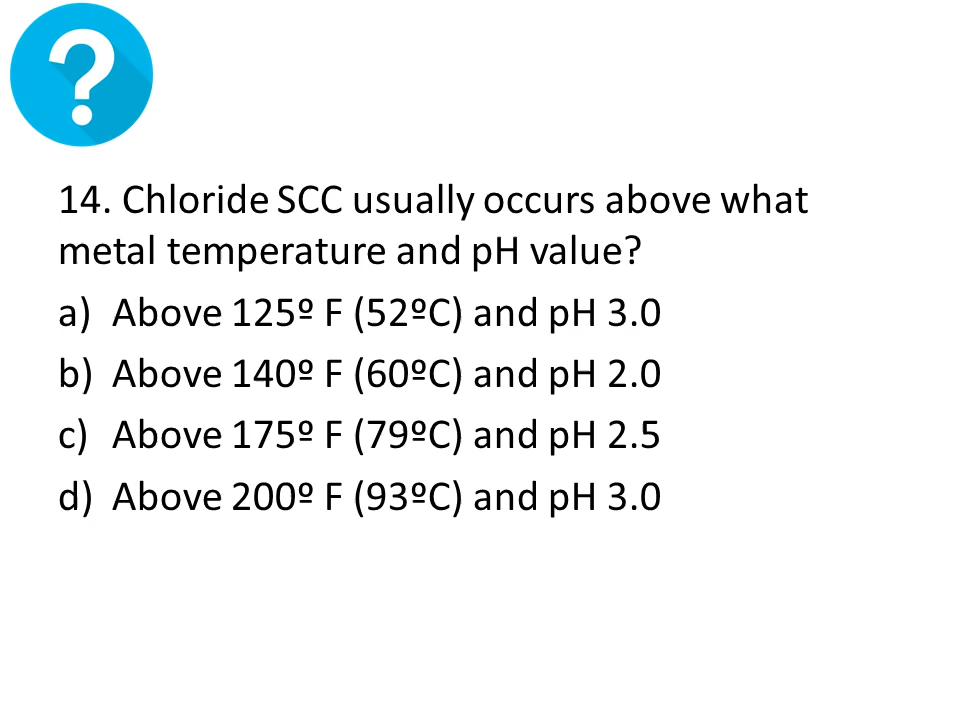 14. Chloride SCC usually occurs above what
metal temperature and pH value?
a) Above 125º F (52ºC) and pH 3.0
b) Above 140º F (60ºC) and pH 2.0
c) Above 175º F (79ºC) and pH 2.5
d) Above 200º F (93ºC) and pH 3.0